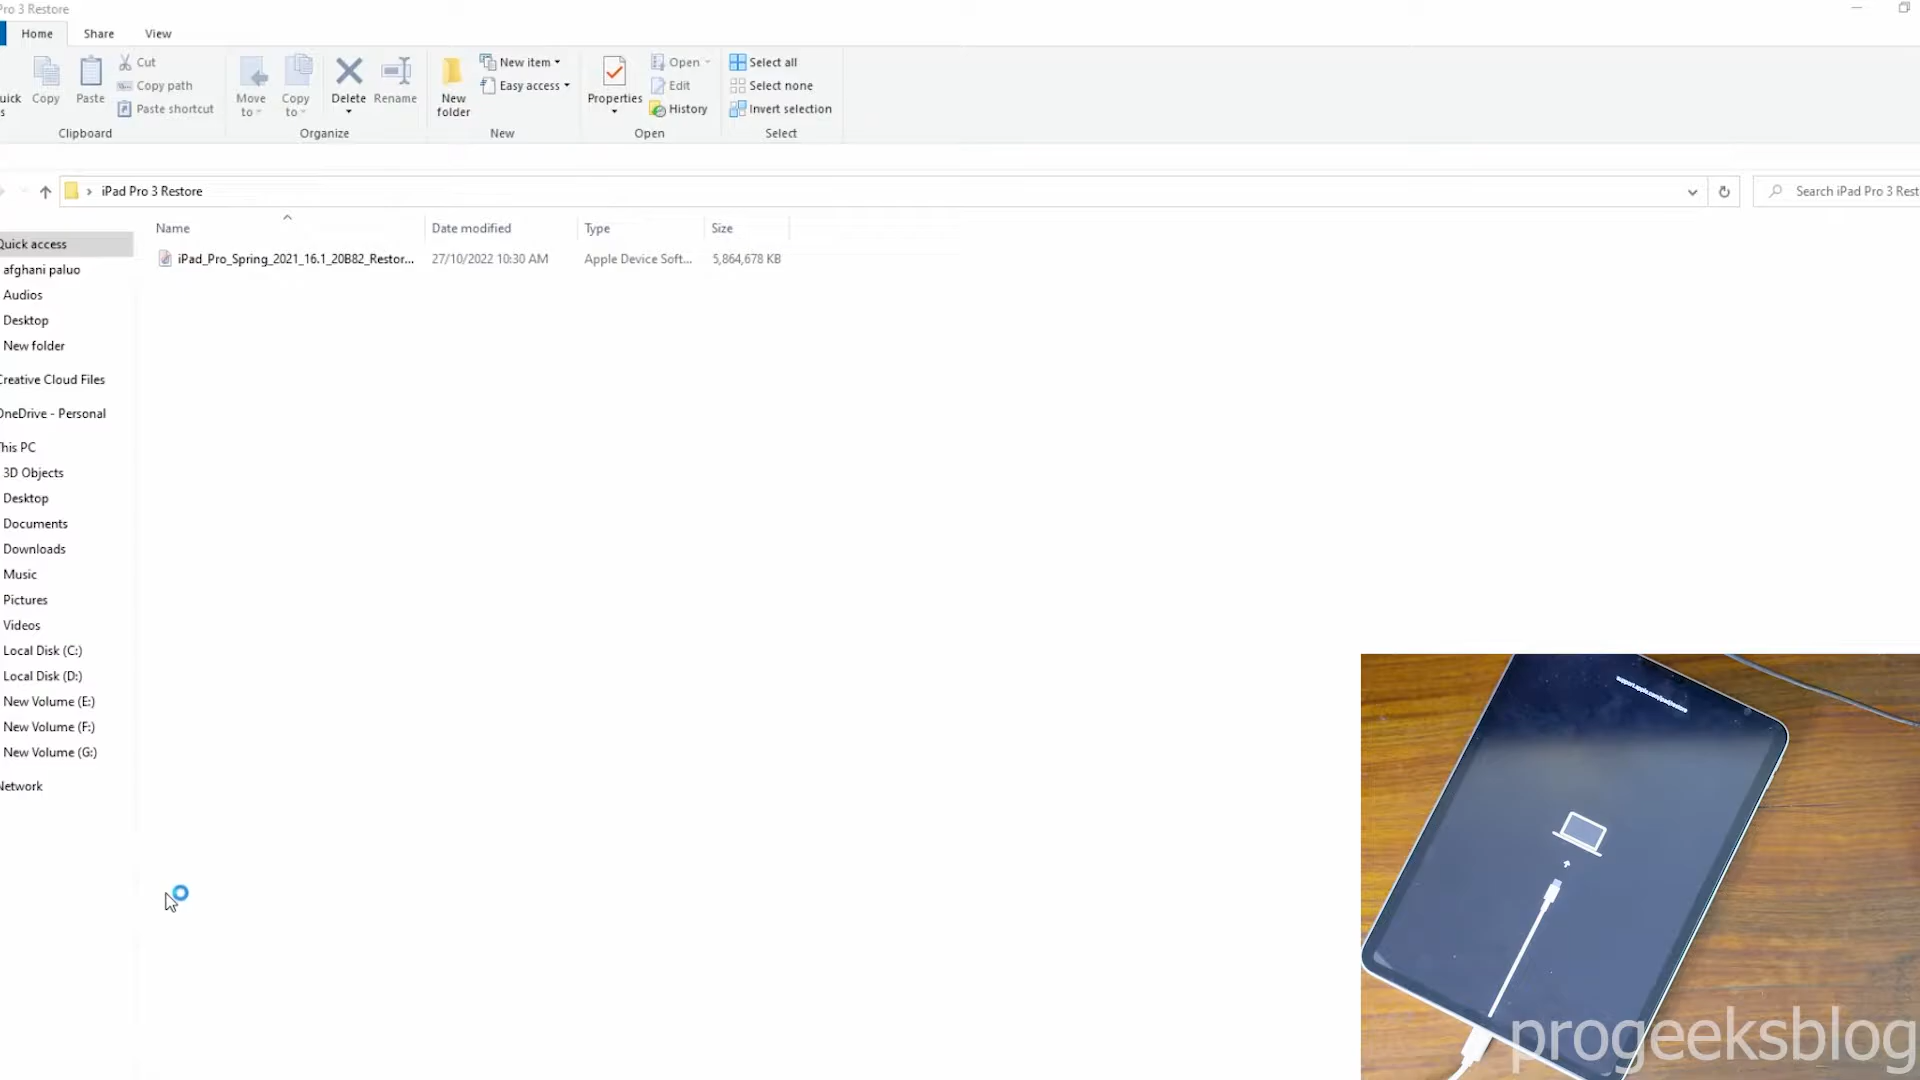 Pro 3 Restore
Home Share View
Cut
Copy path
Paste shortcut
Copy Paste
Clipboard
Move to
Copy to
Delete Rename
Organize
New folder
New item
Easy access
New
Properties
Open
Edit
History
Open
Select all
Select none
Invert selection
Select
iPad Pro 3 Restore
Search iPad Pro 3 Rest
Name Date modified Type Size
iPad_Pro_Spring_2021_16.1_20B82_Restor... 27/10/2022 10:30 AM Apple Device Soft... 5,864,678 KB
Quick access
afghani paluo
Audios
Desktop
New folder
Creative Cloud Files
OneDrive - Personal
This PC
3D Objects
Desktop
Documents
Downloads
Music
Pictures
Videos
Local Disk (C:)
Local Disk (D:)
New Volume (E:)
New Volume (F:)
New Volume (G:)
Network
support.apple.com/ipad/restore
progeeksblog